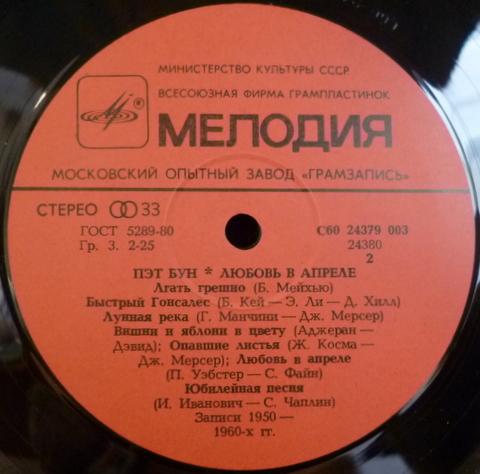 МИНИСТЕРСТВО КУЛЬТУРЫ СССР
ВСЕСОЮЗНАЯ ФИРМА ГРАМПЛАСТИНОК
МЕЛОДИЯ
МОСКОВСКИЙ ОПЫТНЫЙ ЗАВОД «ГРАМЗАПИСЬ»
СТЕРЕО 33
ГОСТ 5289-80
Гр. 3. 2-25
С60 24379 003
24380
2
ПЭТ БУН * ЛЮБОВЬ В АПРЕЛЕ
Лгать грешно (Б. Мейхью)
Быстрый Гонсалес (Б. Кей — Э. Ли — Д. Хилл)
Лунная река (Г. Манчини — Дж. Мерсер)
Вишни и яблони в цвету (Аджеран —
Дэвид); Опавшие листья (Ж. Косма —
Дж. Мерсер); Любовь в апреле
(П. Уэбстер — С. Файн)
Юбилейная песня
(И. Иванович — С. Чаплин)
Записи 1950 —
1960-х гг.